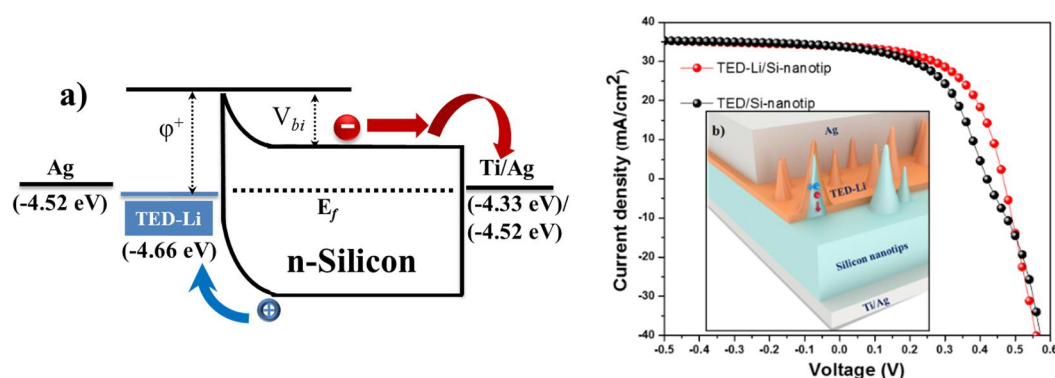 a)
φ⁺
V_bi
Ag
(-4.52 eV)
TED-Li
(-4.66 eV)
E_f
n-Silicon
Ti/Ag
(-4.33 eV)/
(-4.52 eV)
Current density (mA/cm²)
40
30
20
10
0
-10
-20
-30
-40
TED-Li/Si-nanotip
TED/Si-nanotip
b)
Ag
TED-Li
Silicon nanotips
Ti/Ag
-0.5 -0.4 -0.3 -0.2 -0.1 0.0 0.1 0.2 0.3 0.4 0.5 0.6
Voltage (V)